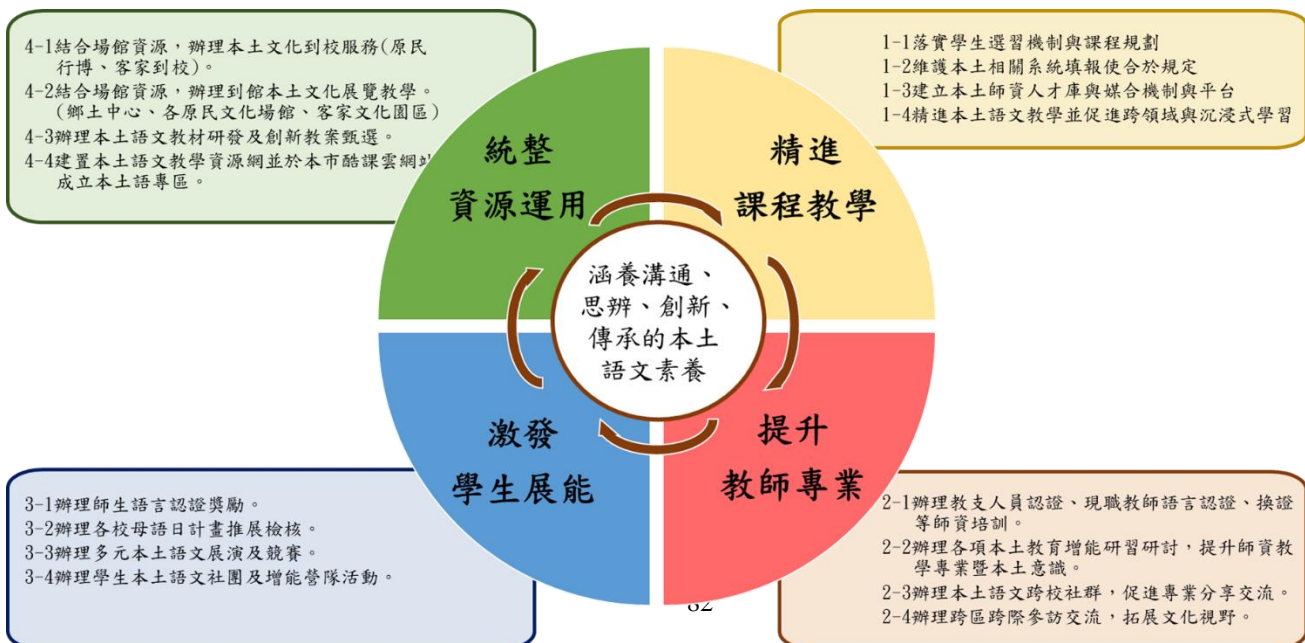 4-1結合場館資源，辦理本土文化到校服務(原民
行博、客家到校)。
4-2結合場館資源，辦理到館本土文化展覽教學。
(鄉土中心、各原民文化場館、客家文化園區)
4-3辦理本土語文教材研發及創新教案甄選。
4-4建置本土語文教學資源網並於本市酷課雲網站
成立本土語專區。
1-1落實學生選習機制與課程規劃
1-2維護本土相關系統填報使合於規定
1-3建立本土師資人才庫與媒合機制與平台
1-4精進本土語文教學並促進跨領域與沉浸式學習
統整
資源運用
精進
課程教學
涵養溝通、
思辨、創新、
傳承的本土
語文素養
激發
學生展能
提升
教師專業
3-1辦理師生語言認證獎勵。
3-2辦理各校母語日計畫推展檢核。
3-3辦理多元本土語文展演及競賽。
3-4辦理學生本土語文社團及增能營隊活動。
2-1辦理教支人員認證、現職教師語言認證、換證
等師資培訓。
2-2辦理各項本土教育增能研習研討，提升師資教
學專業暨本土意識。
2-3辦理本土語文跨校社群，促進專業分享交流。
2-4辦理跨區跨際參訪交流，拓展文化視野。